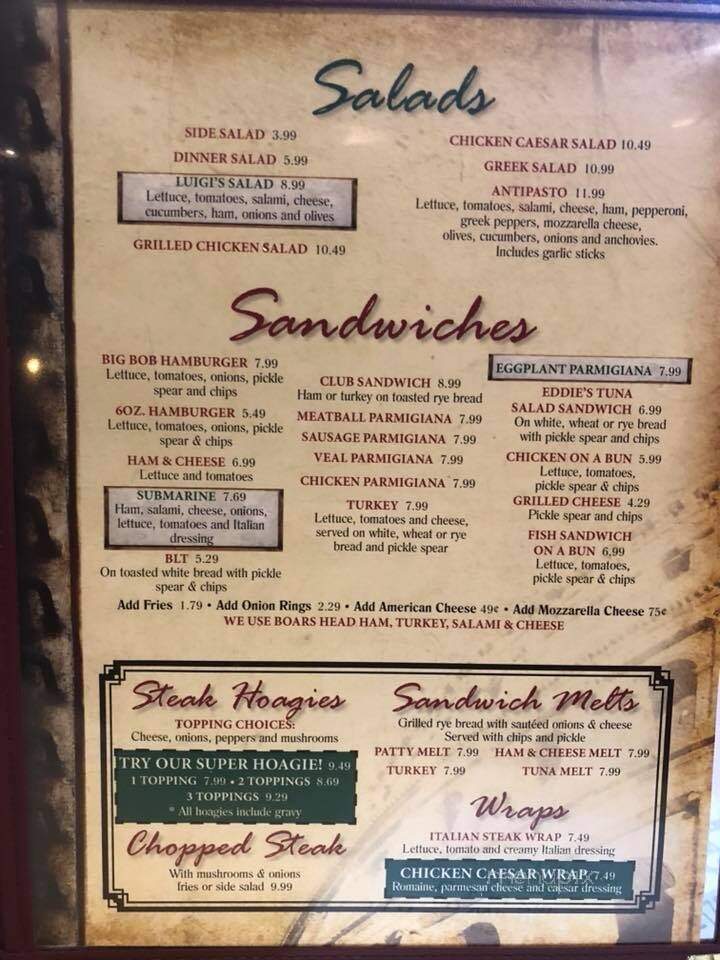 Salads
SIDE SALAD 3.99
DINNER SALAD 5.99
LUIGI'S SALAD 8.99
Lettuce, tomatoes, salami, cheese,
cucumbers, ham, onions and olives
GRILLED CHICKEN SALAD 10.49
CHICKEN CAESAR SALAD 10.49
GREEK SALAD 10.99
ANTIPASTO 11.99
Lettuce, tomatoes, salami, cheese, ham, pepperoni,
greek peppers, mozzarella cheese,
olives, cucumbers, onions and anchovies.
Includes garlic sticks
Sandwiches
BIG BOB HAMBURGER 7.99
Lettuce, tomatoes, onions, pickle
spear and chips
6OZ. HAMBURGER 5.49
Lettuce, tomatoes, onions, pickle
spear & chips
HAM & CHEESE 6.99
Lettuce and tomatoes
SUBMARINE 7.69
Ham, salami, cheese, onions,
lettuce, tomatoes and Italian
dressing
BLT 5.29
On toasted white bread with pickle
spear & chips
CLUB SANDWICH 8.99
Ham or turkey on toasted rye bread
MEATBALL PARMIGIANA 7.99
SAUSAGE PARMIGIANA 7.99
VEAL PARMIGIANA 7.99
CHICKEN PARMIGIANA 7.99
TURKEY 7.99
Lettuce, tomatoes and cheese,
served on white, wheat or rye
bread and pickle spear
EGGPLANT PARMIGIANA 7.99
EDDIE'S TUNA
SALAD SANDWICH 6.99
On white, wheat or rye bread
with pickle spear and chips
CHICKEN ON A BUN 5.99
Lettuce, tomatoes,
pickle spear & chips
GRILLED CHEESE 4.29
Pickle spear and chips
FISH SANDWICH
ON A BUN 6,99
Lettuce, tomatoes,
pickle spear & chips
Add Fries 1.79 • Add Onion Rings 2.29 • Add American Cheese 49¢ • Add Mozzarella Cheese 75¢
WE USE BOARS HEAD HAM, TURKEY, SALAMI & CHEESE
Steak Hoagies
TOPPING CHOICES:
Cheese, onions, peppers and mushrooms
TRY OUR SUPER HOAGIE! 9.49
1 TOPPING 7.99 • 2 TOPPINGS 8.69
3 TOPPINGS 9.29
* All hoagies include gravy
Chopped Steak
With mushrooms & onions
fries or side salad 9.99
Sandwich Melts
Grilled rye bread with sautéed onions & cheese
Served with chips and pickle
PATTY MELT 7.99 HAM & CHEESE MELT 7.99
TURKEY 7.99 TUNA MELT 7.99
Wraps
ITALIAN STEAK WRAP 7.49
Lettuce, tomato and creamy Italian dressing
CHICKEN CAESAR WRAP 7.49
Romaine, parmesan cheese and caesar dressing